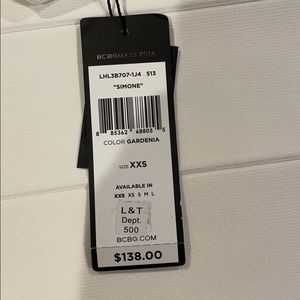 BCBGMAXAZRIA
LHL3B707-1J4 513
"SIMONE"
8 85362 68805 5
COLOR GARDENIA
SIZE XXS
AVAILABLE IN
XXS XS S M L
L & T
Dept.
500
BCBG.COM
$138.00